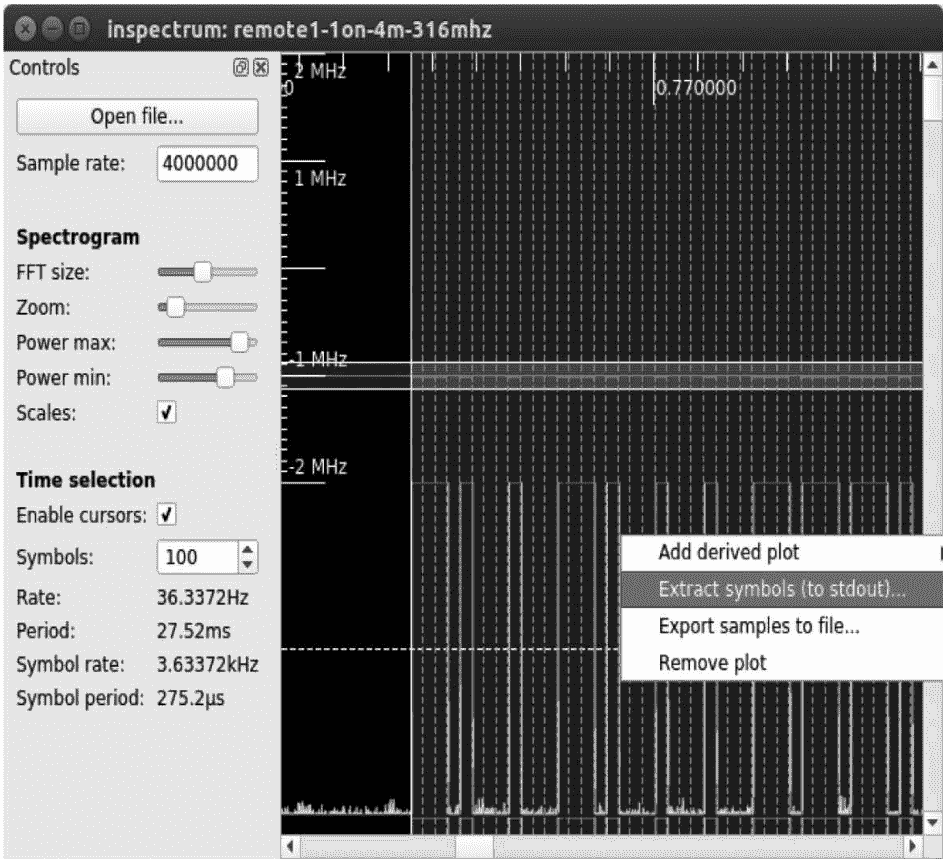 inspectrum: remote1-1on-4m-316mhz
Controls
Open file...
Sample rate: 4000000
Spectrogram
FFT size:
Zoom:
Power max:
Power min:
Scales:
Time selection
Enable cursors:
Symbols: 100
Rate: 36.3372Hz
Period: 27.52ms
Symbol rate: 3.63372kHz
Symbol period: 275.2µs
2 MHz
0
0.770000
1 MHz
-1 MHz
-2 MHz
Add derived plot
Extract symbols (to stdout)...
Export samples to file...
Remove plot